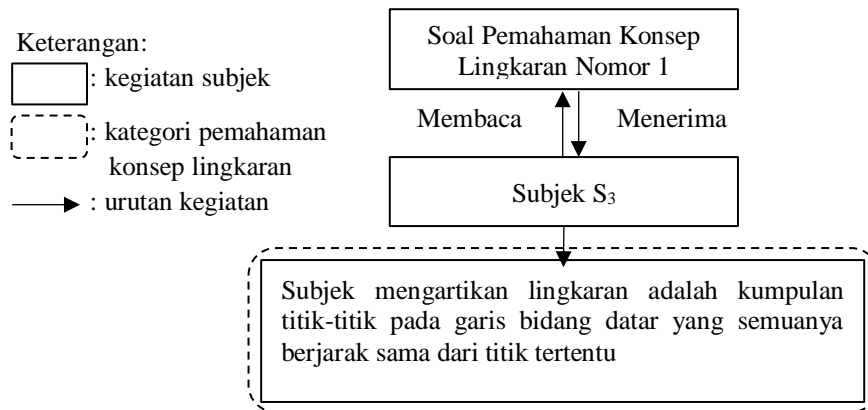 Keterangan:
: kegiatan subjek
: kategori pemahaman
konsep lingkaran
: urutan kegiatan
Soal Pemahaman Konsep
Lingkaran Nomor 1
Membaca
Menerima
Subjek S₃
Subjek mengartikan lingkaran adalah kumpulan
titik-titik pada garis bidang datar yang semuanya
berjarak sama dari titik tertentu